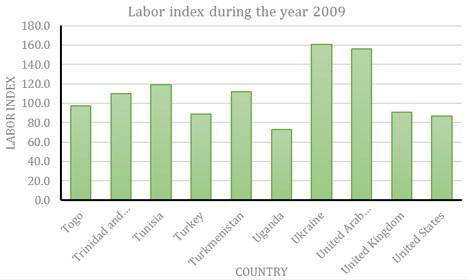 Labor index during the year 2009
180.0
160.0
140.0
120.0
100.0
80.0
60.0
40.0
20.0
0.0
LABOR INDEX
Togo
Trinidad and...
Tunisia
Turkey
Turkmenistan
Uganda
Ukraine
United Arab...
United Kingdom
United States
COUNTRY